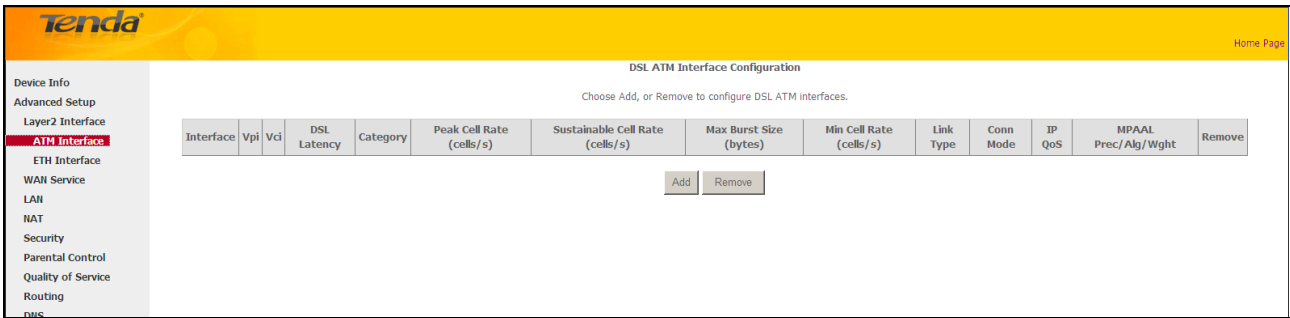 Tenda
Home Page
Device Info
Advanced Setup
Layer2 Interface
ATM Interface
ETH Interface
WAN Service
LAN
NAT
Security
Parental Control
Quality of Service
Routing
DNS
DSL ATM Interface Configuration
Choose Add, or Remove to configure DSL ATM interfaces.
Interface Vpi Vci DSL Latency Category Peak Cell Rate (cells/s) Sustainable Cell Rate (cells/s) Max Burst Size (bytes) Min Cell Rate (cells/s) Link Type Conn Mode IP QoS MPAAL Prec/Alg/Wght Remove
Add Remove